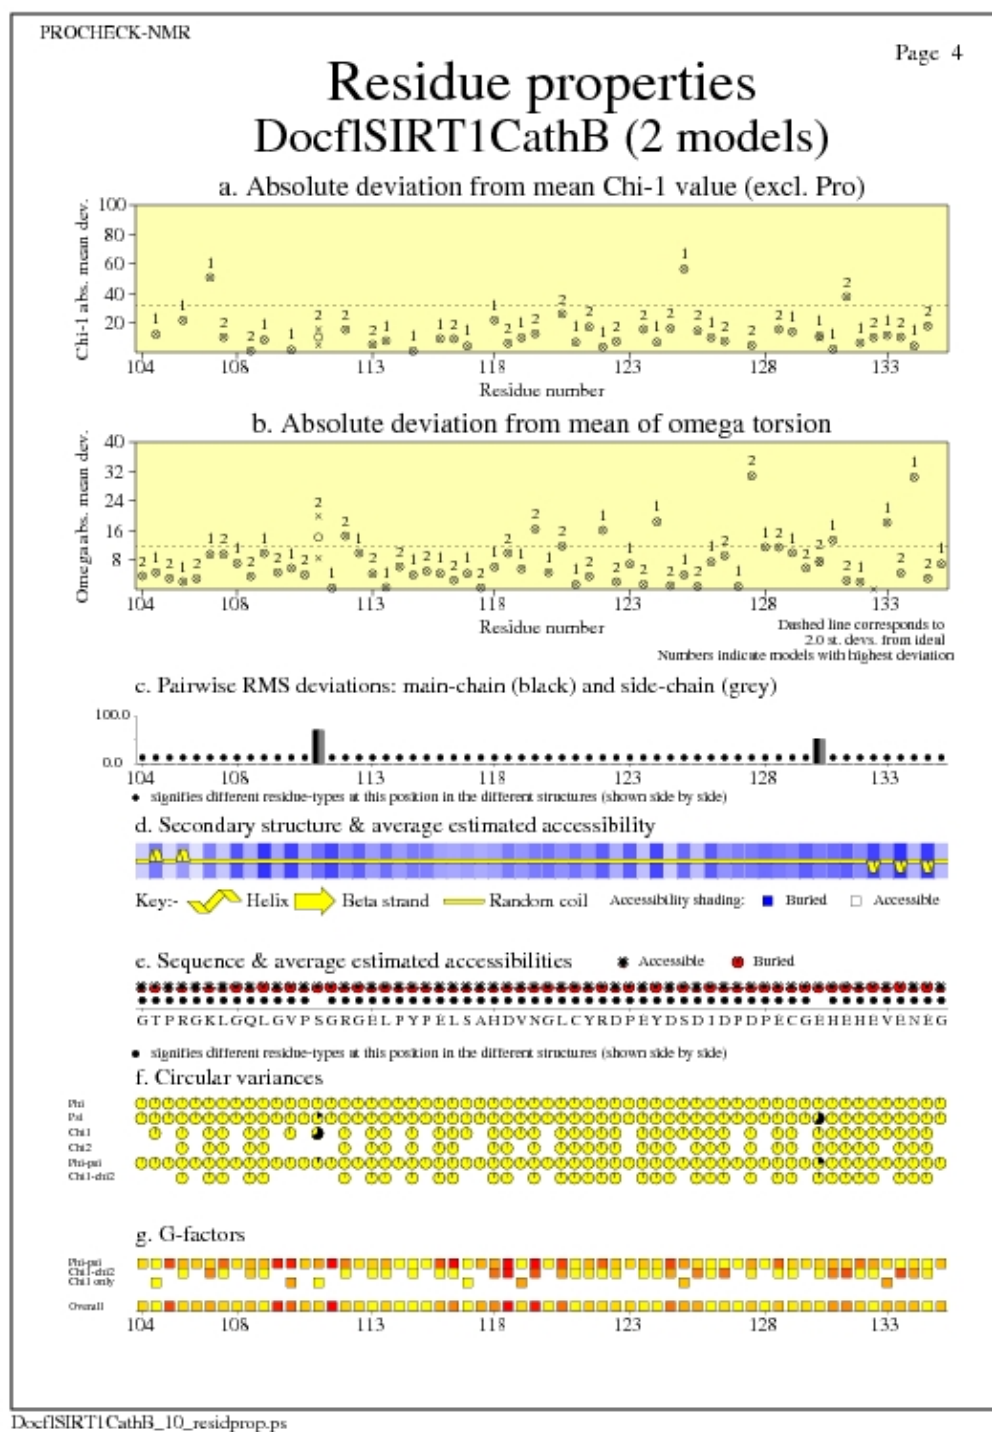 PROCHECK-NMR
Page 4
Residue properties
DocflSIRT1CathB (2 models)
a. Absolute deviation from mean Chi-1 value (excl. Pro)
Chi-1 abs. mean dev.
100
80
60
40
20
104 108 113 118 123 128 133
Residue number
b. Absolute deviation from mean of omega torsion
Omega abs. mean dev.
40
32
24
16
8
104 108 113 118 123 128 133
Residue number
Dashed line corresponds to
2.0 st. devs. from ideal
Numbers indicate models with highest deviation
c. Pairwise RMS deviations: main-chain (black) and side-chain (grey)
100.0
0.0
104 108 113 118 123 128 133
signifies different residue-types at this position in the different structures (shown side by side)
d. Secondary structure & average estimated accessibility
Key:- Helix Beta strand Random coil Accessibility shading: Buried Accessible
e. Sequence & average estimated accessibilities Accessible Buried
G T P R G K L G Q L G V P S G R G E L P Y P E L S A H D V N G L C Y R D P E Y D S D I D P D P E C G E H E H E V E N E G
signifies different residue-types at this position in the different structures (shown side by side)
f. Circular variances
Phi
Psi
Chi1
Chi2
Phi-psi
Chi1-chi2
g. G-factors
Phi-psi
Chi1-chi2
Chi1 only
Overall
104 108 113 118 123 128 133
DocflSIRT1CathB_10_residprop.ps